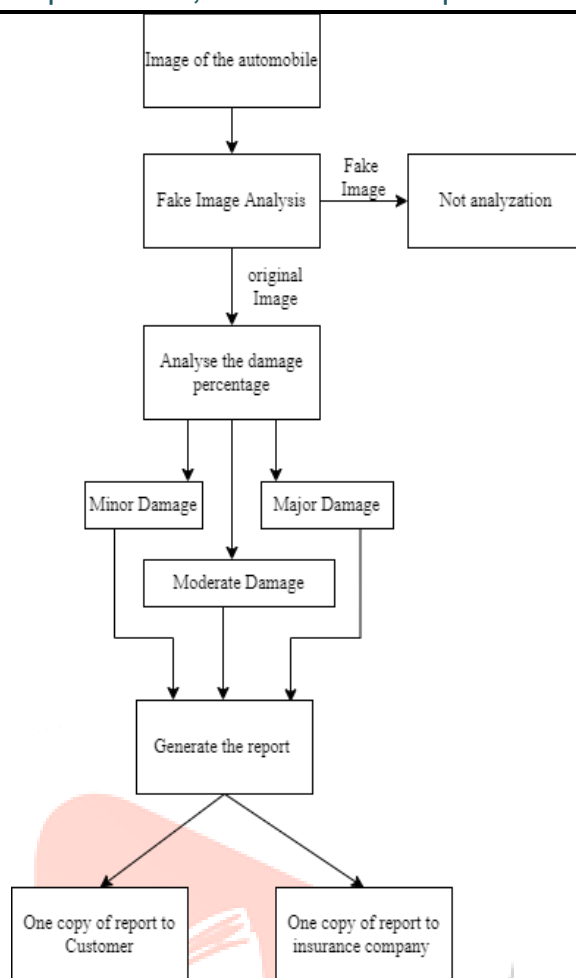 Image of the automobile
Fake Image Analysis
Fake
Image
Not analyzation
original
Image
Analyse the damage
percentage
Minor Damage
Major Damage
Moderate Damage
Generate the report
One copy of report to
Customer
One copy of report to
insurance company